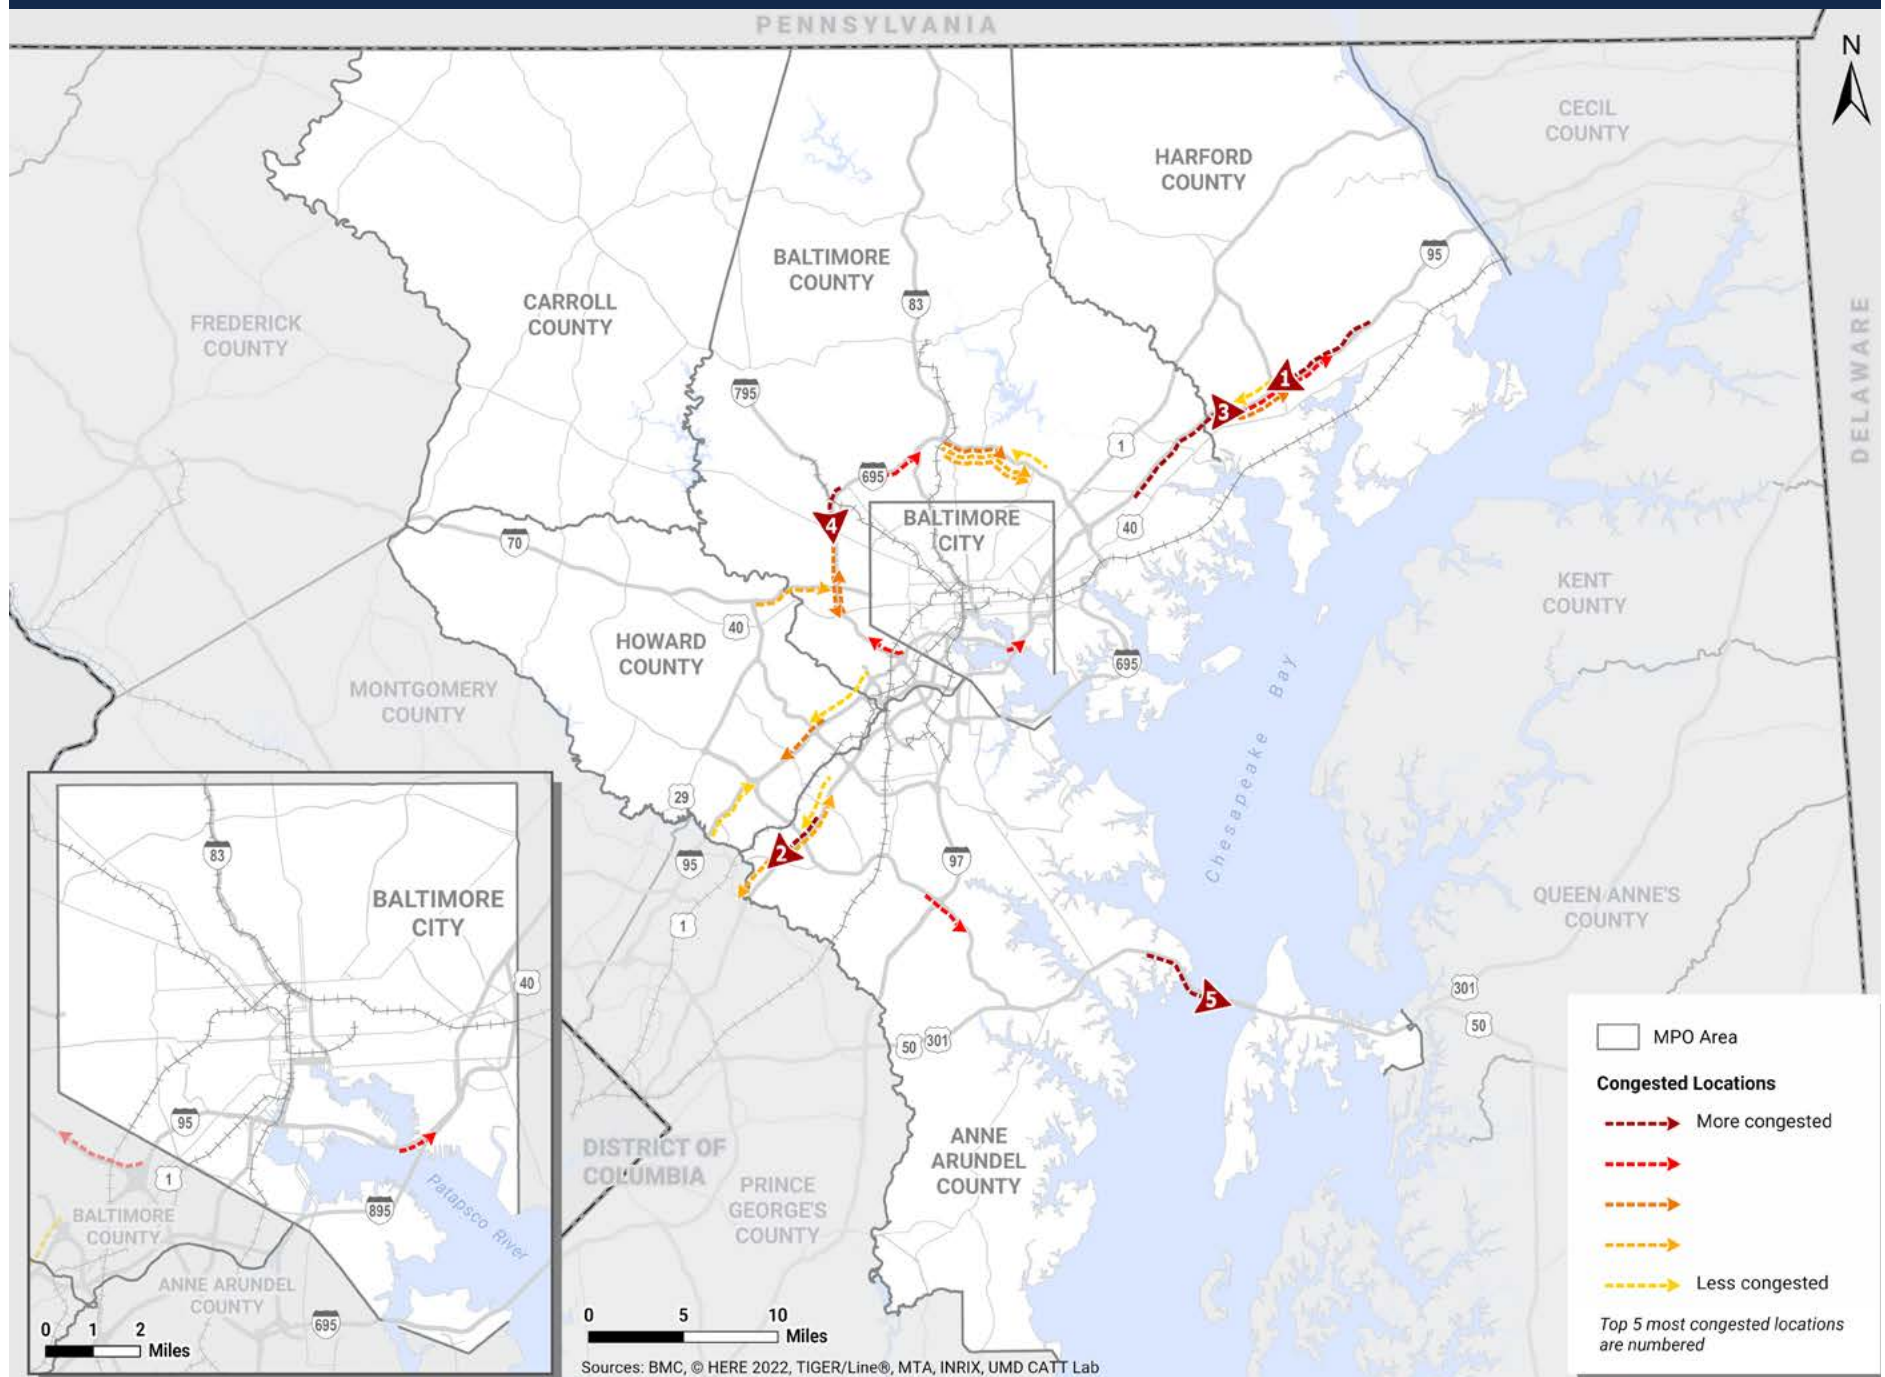 PENNSYLVANIA
N
CECIL
COUNTY
HARFORD
COUNTY
95
BALTIMORE
COUNTY
83
CARROLL
COUNTY
FREDERICK
COUNTY
DELAWARE
795
1
3
1
695
4
BALTIMORE
CITY
40
70
KENT
COUNTY
40
HOWARD
COUNTY
695
MONTGOMERY
COUNTY
Chesapeake Bay
29
95
2
97
1
QUEEN ANNE'S
COUNTY
5
301
50
50
301
DISTRICT OF
COLUMBIA
PRINCE
GEORGE'S
COUNTY
ANNE
ARUNDEL
COUNTY
83
BALTIMORE
CITY
40
95
1
895
Patapsco River
BALTIMORE
COUNTY
ANNE ARUNDEL
COUNTY
695
0 1 2
Miles
0 5 10
Miles
Sources: BMC, © HERE 2022, TIGER/Line®, MTA, INRIX, UMD CATT Lab
MPO Area
Congested Locations
More congested
Less congested
Top 5 most congested locations
are numbered